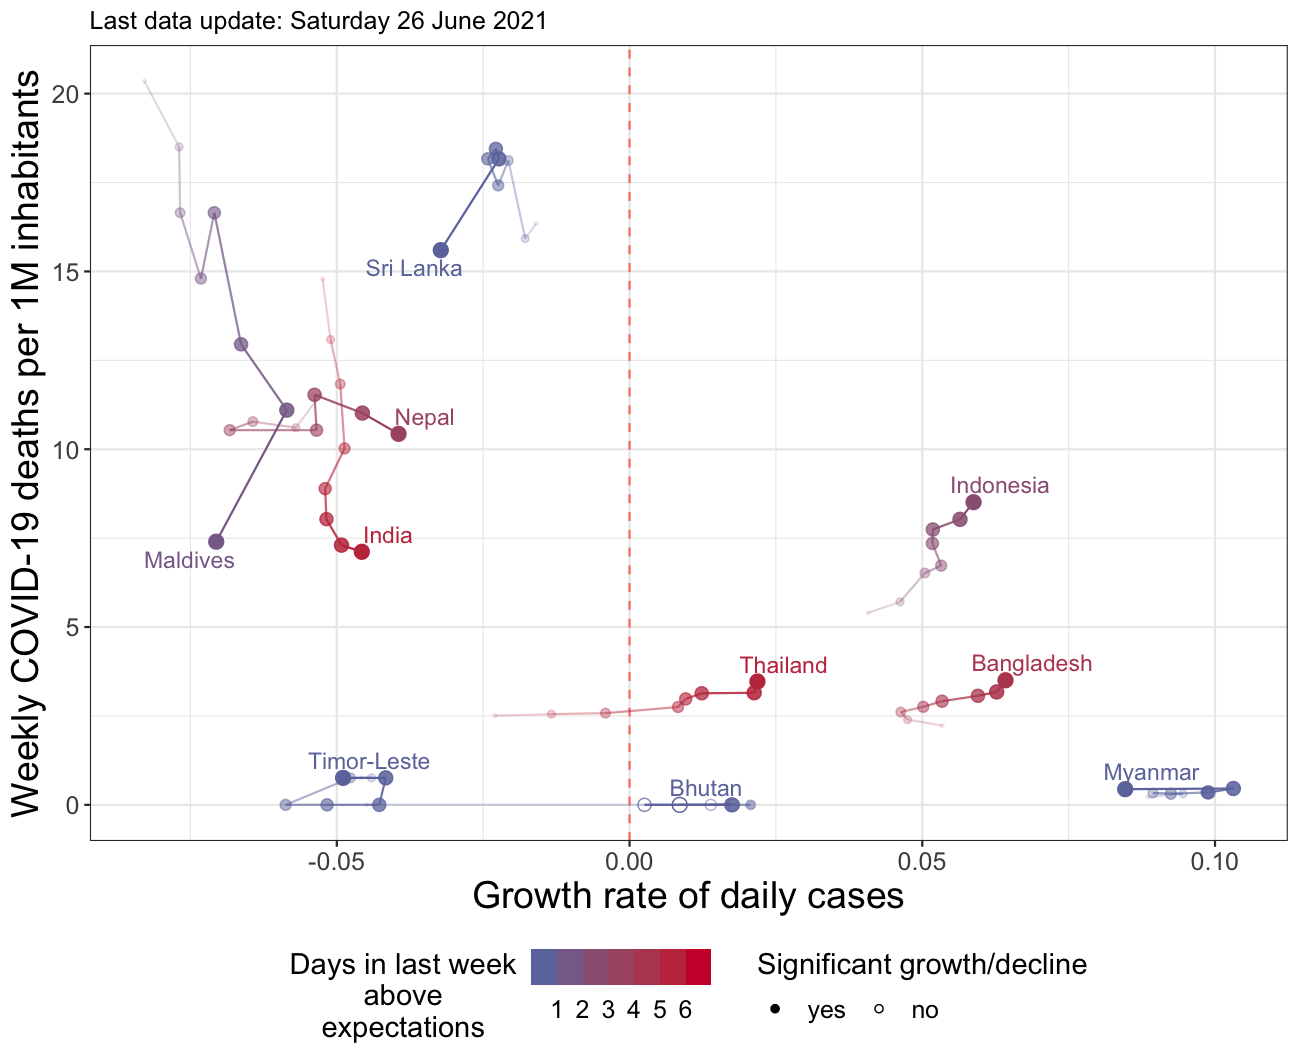 Last data update: Saturday 26 June 2021
Weekly COVID-19 deaths per 1M inhabitants
20
15
10
5
0
Sri Lanka
Nepal
India
Maldives
Indonesia
Thailand
Bangladesh
Timor-Leste
Bhutan
Myanmar
-0.05
0.00
0.05
0.10
Growth rate of daily cases
Days in last week
above
expectations
1 2 3 4 5 6
Significant growth/decline
yes no